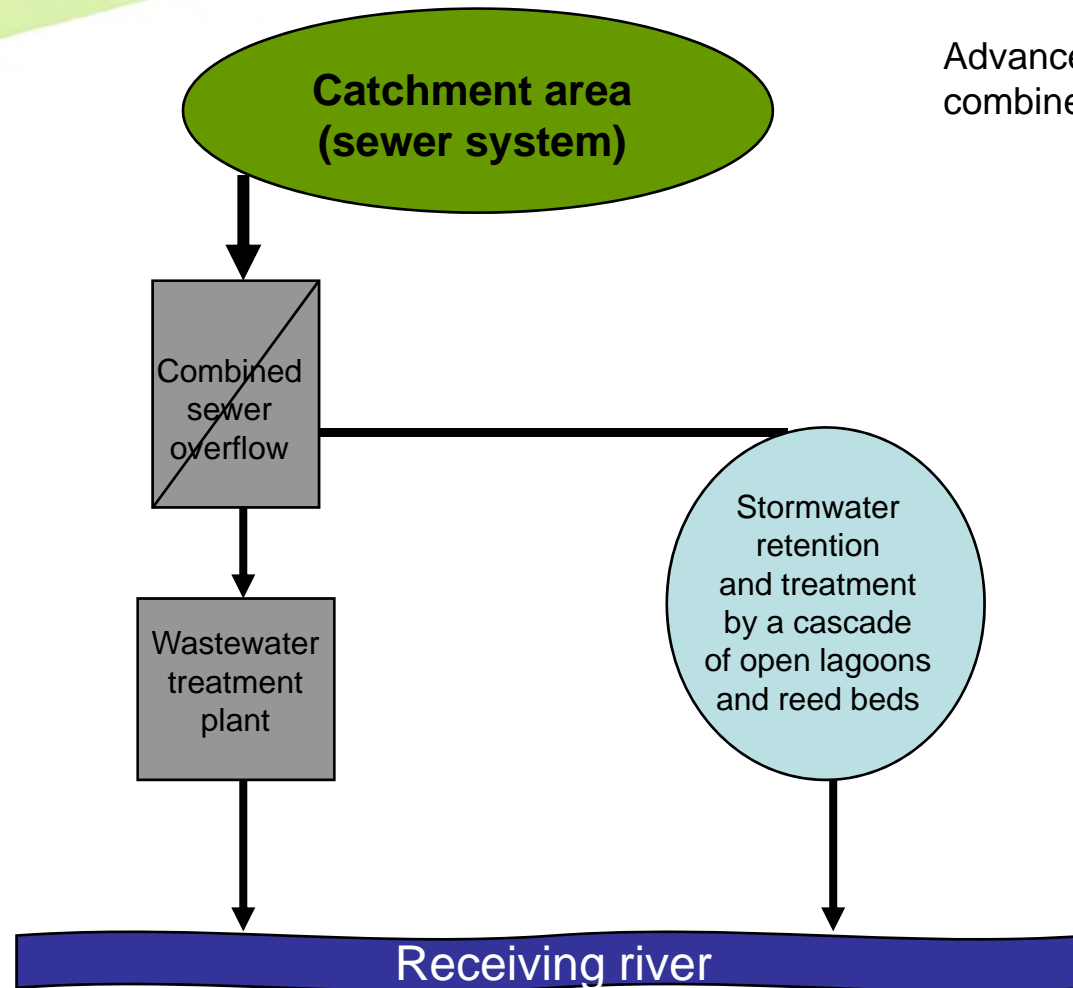 Catchment area
(sewer system)
Combined
sewer
overflow
Stormwater
retention
and treatment
by a cascade
of open lagoons
and reed beds
Wastewater
treatment
plant
Receiving river